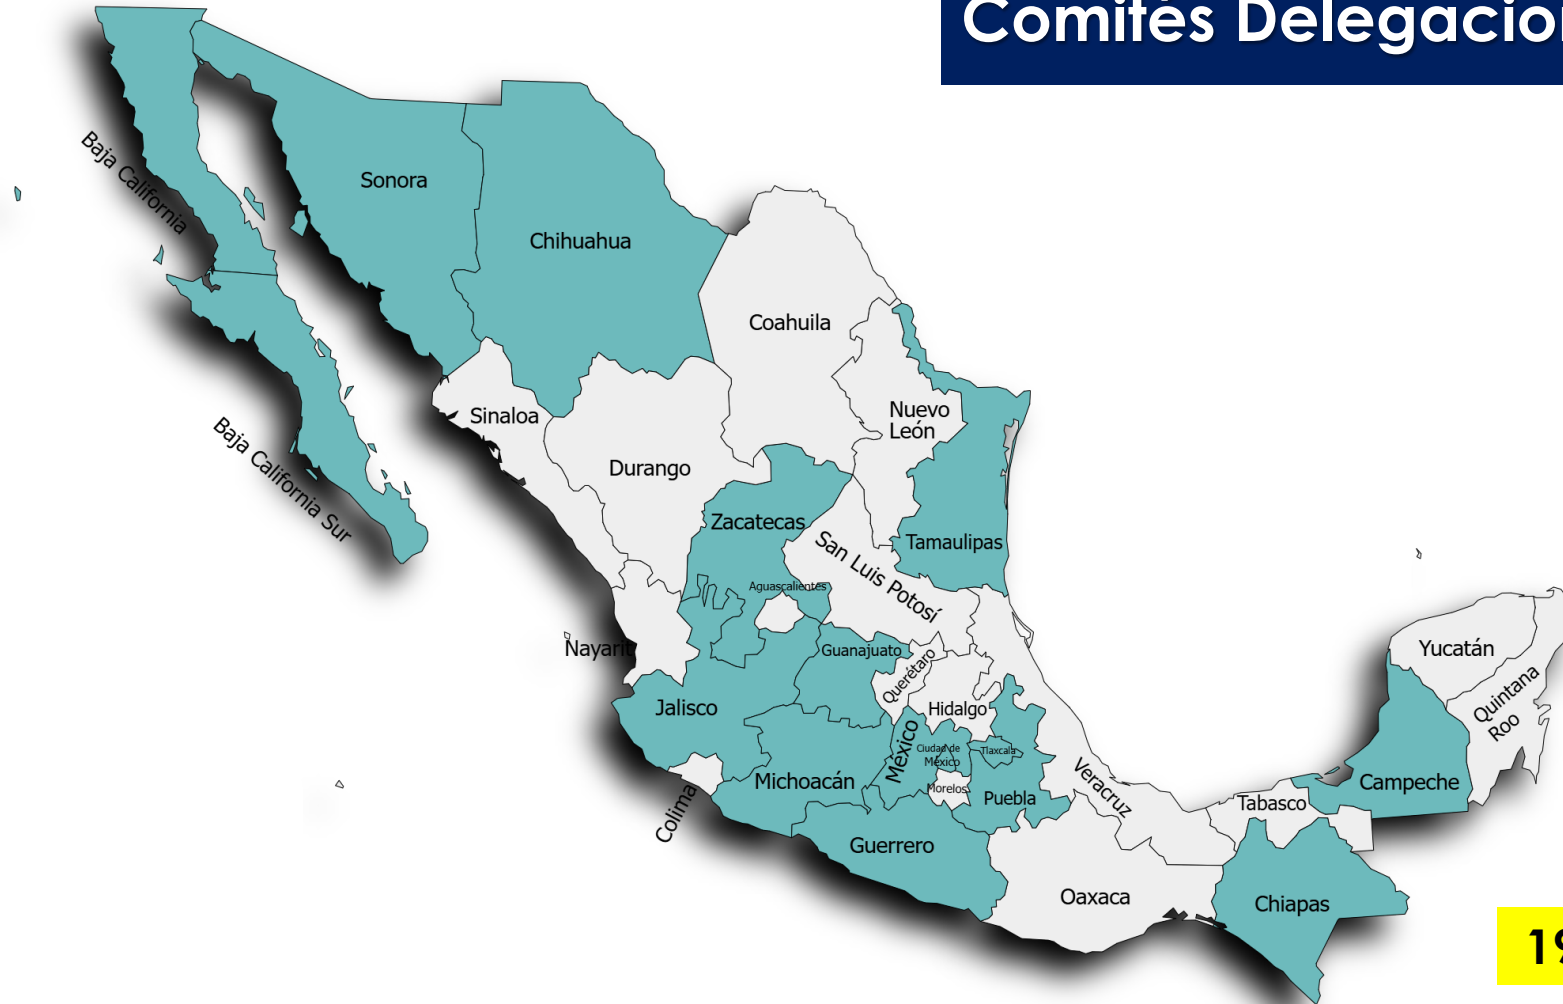 Comités Delegacion
Baja California
Sonora
Chihuahua
Coahuila
Baja California Sur
Sinaloa
Nuevo
León
Durango
Zacatecas
San Luis Potosí
Tamaulipas
Aguascalientes
Nayarit
Guanajuato
Querétaro
Yucatán
Jalisco
Hidalgo
Quintana
Roo
México
Ciudad de
México
Tlaxcala
Michoacán
Morelos
Puebla
Veracruz
Campeche
Colima
Tabasco
Guerrero
Oaxaca
Chiapas
19